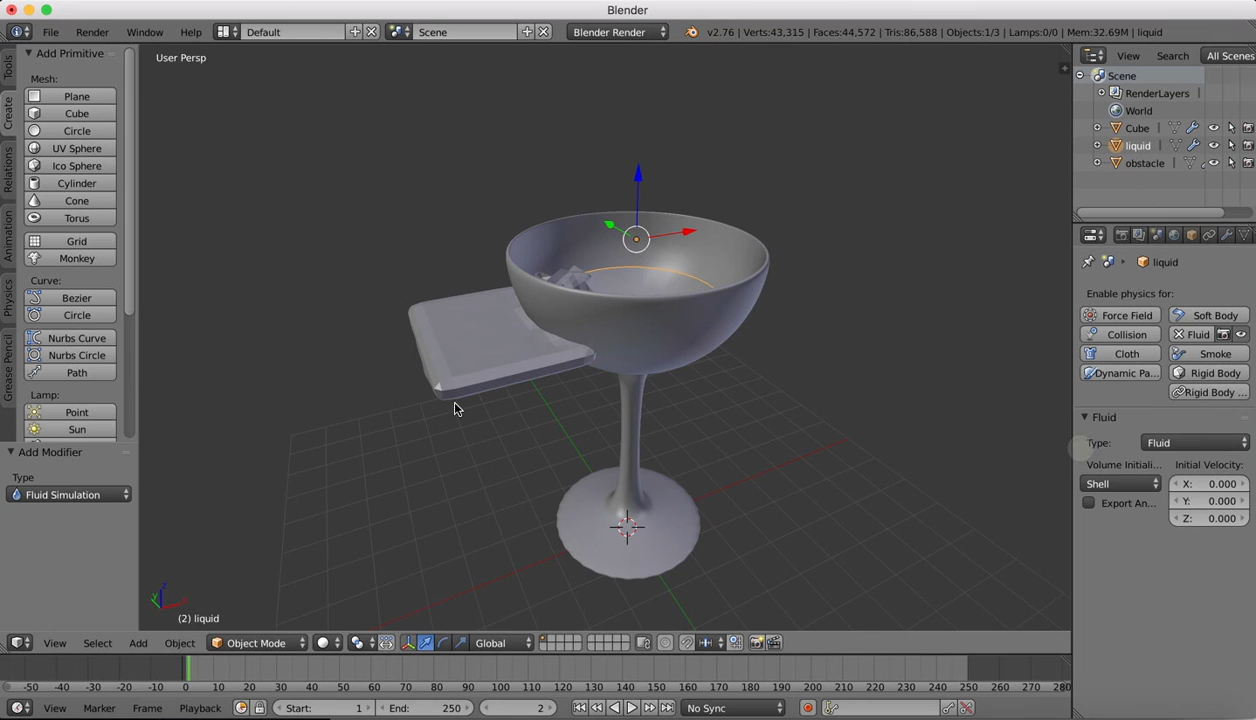 Blender
File Render Window Help Default Scene Blender Render v2.76 | Verts:43,315 | Faces:44,572 | Tris:86,588 | Objects:1/3 | Lamps:0/0 | Mem:32.69M | liquid
Tools
Create
Relations
Animation
Physics
Grease Pencil
Add Primitive
Mesh:
Plane
Cube
Circle
UV Sphere
Ico Sphere
Cylinder
Cone
Torus
Grid
Monkey
Curve:
Bezier
Circle
Nurbs Curve
Nurbs Circle
Path
Lamp:
Point
Sun
Add Modifier
Type
Fluid Simulation
User Persp
(2) liquid
View Select Add Object Object Mode Global
View Search All Scenes
Scene
RenderLayers
World
Cube
liquid
obstacle
liquid
Enable physics for:
Force Field Soft Body
Collision Fluid
Cloth Smoke
Dynamic Pa... Rigid Body
Rigid Body ...
Fluid
Type: Fluid
Volume Initiali... Initial Velocity:
Shell X: 0.000
Export An... Y: 0.000
Z: 0.000
-50 -40 -30 -20 -10 0 10 20 30 40 50 60 70 80 90 100 110 120 130 140 150 160 170 180 190 200 210 220 230 240 250 260 270 280
View Marker Frame Playback Start: 1 End: 250 2 No Sync